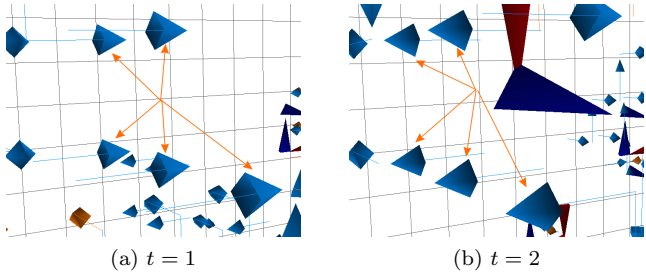 (a) t = 1
(b) t = 2